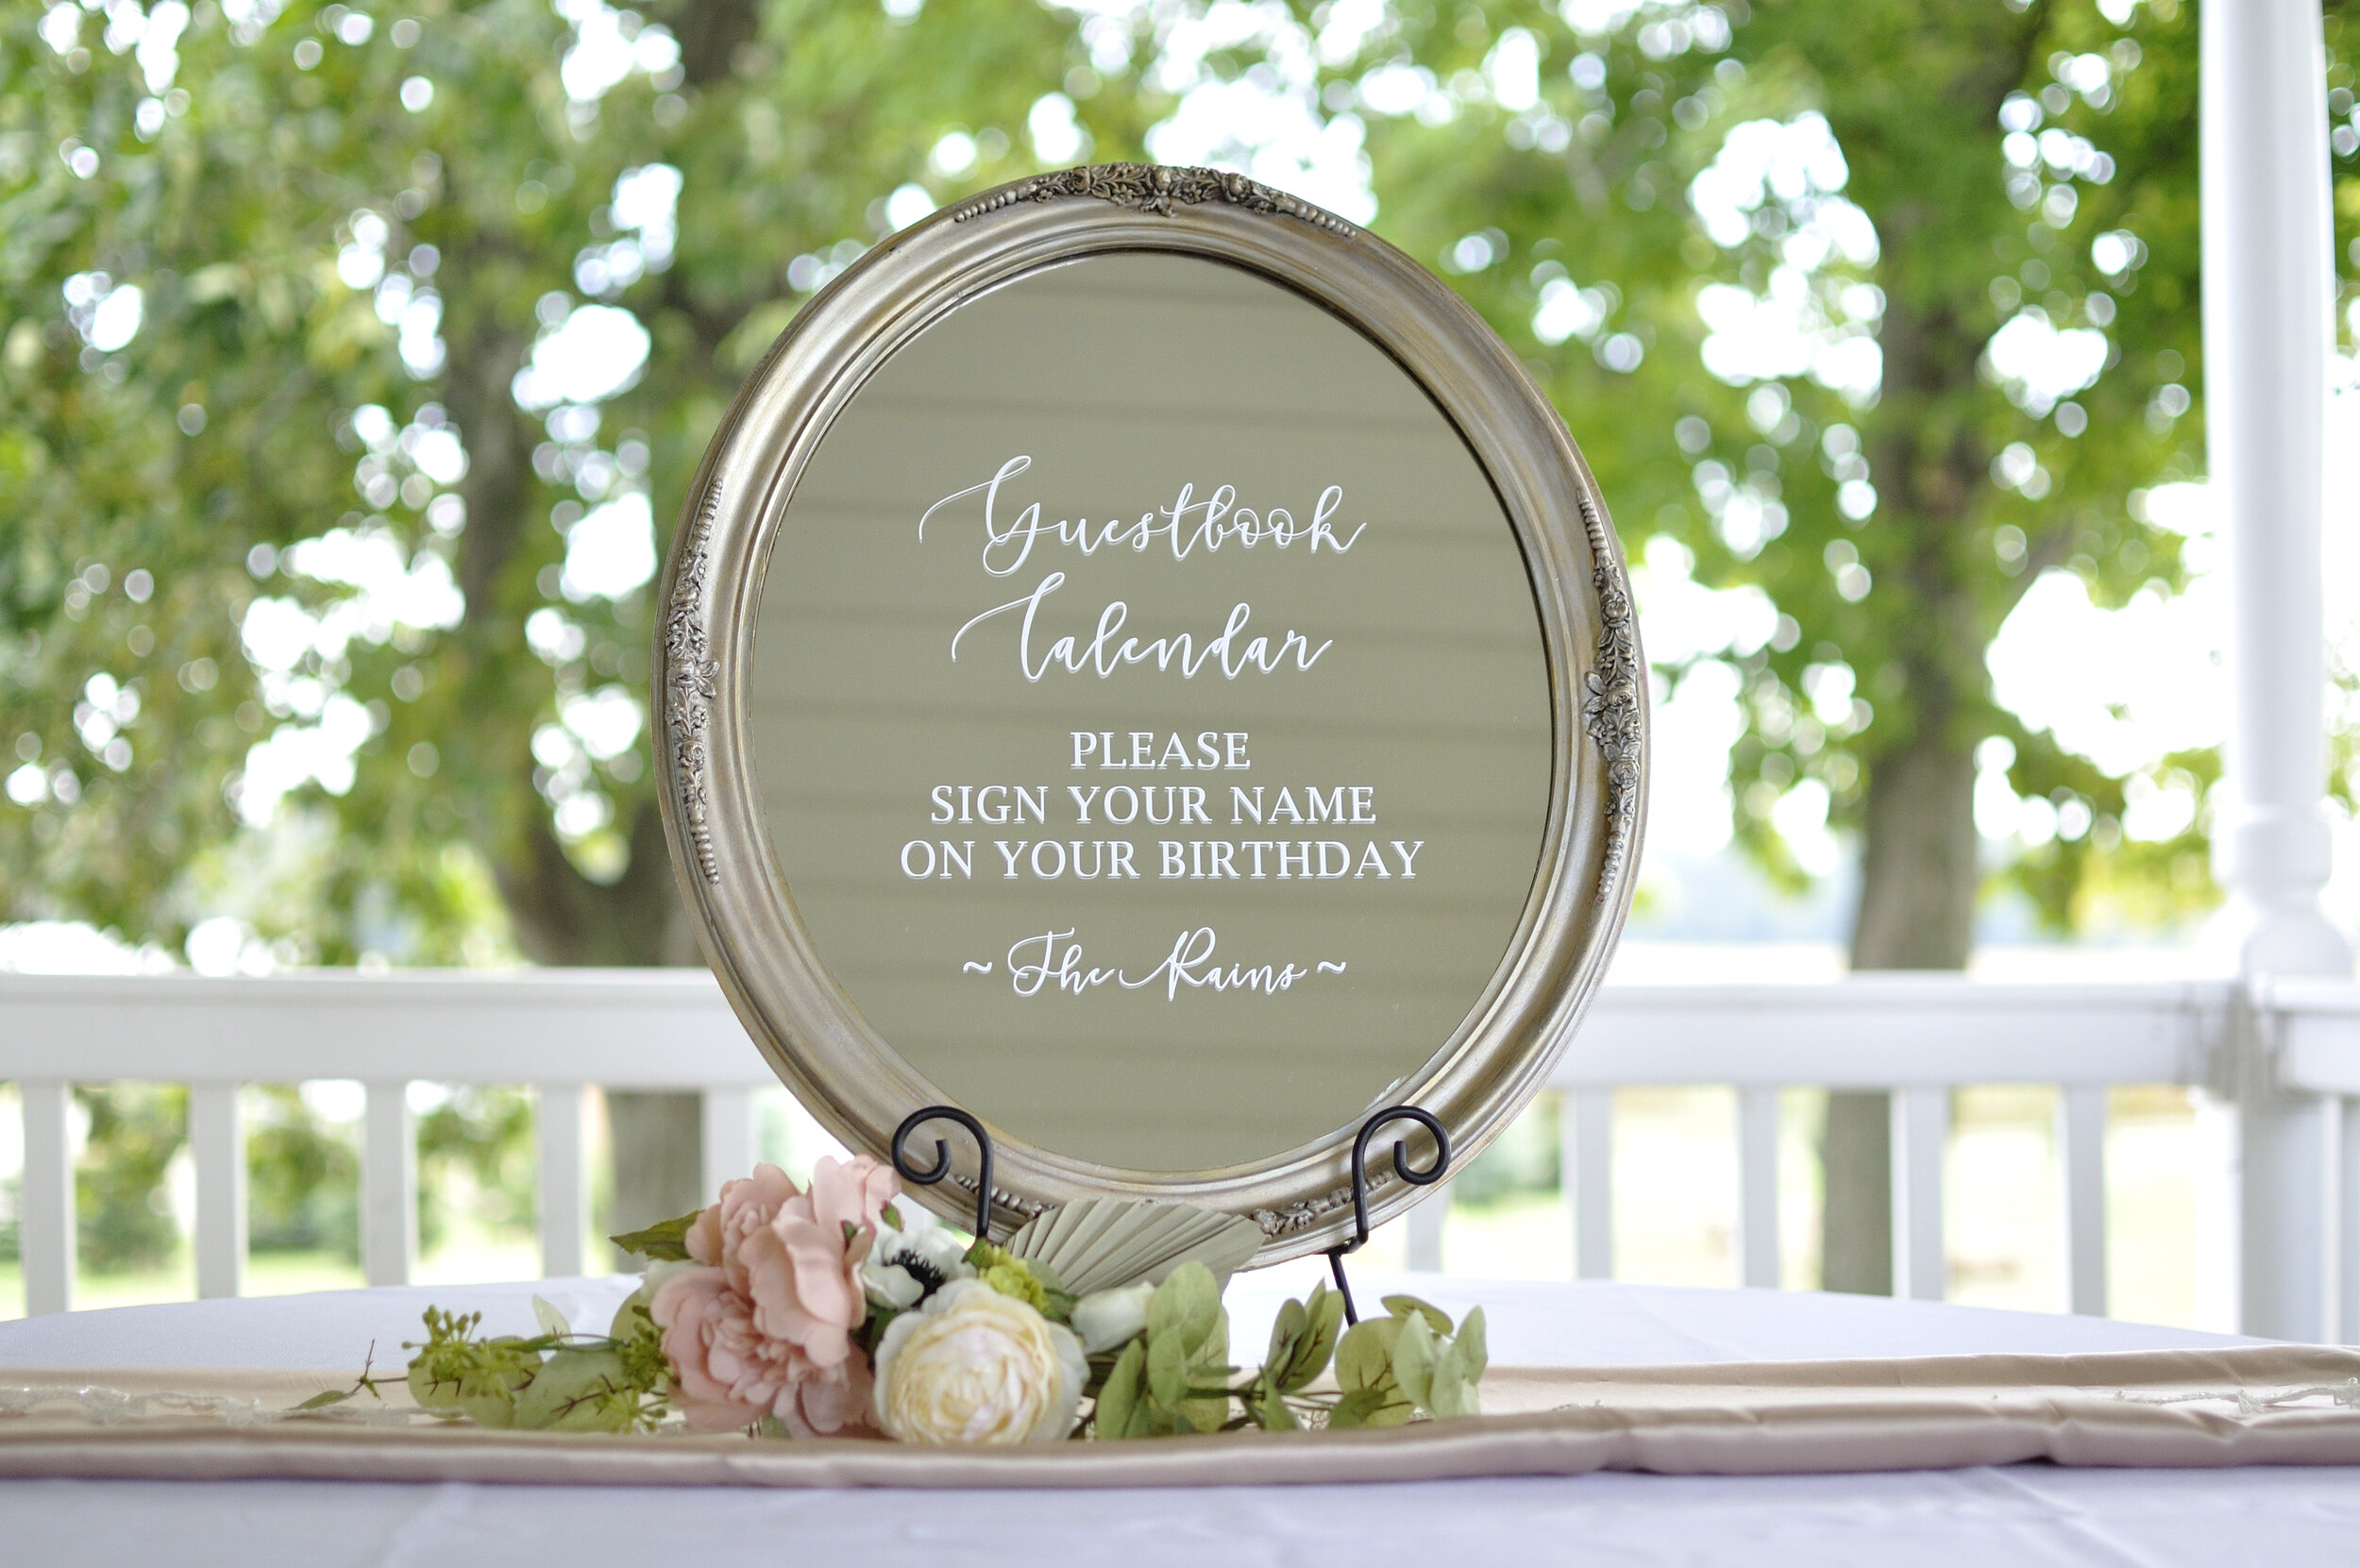 Guestbook
Calendar
PLEASE
SIGN YOUR NAME
ON YOUR BIRTHDAY
~ The Rains ~